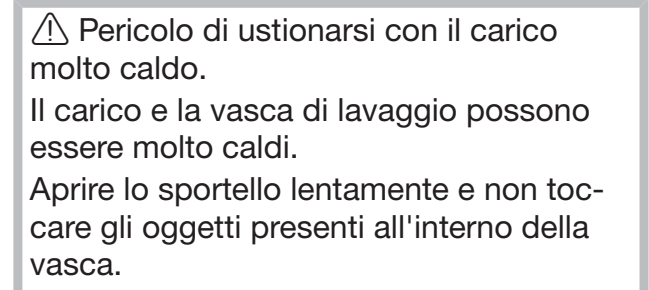 ⚠ Pericolo di ustionarsi con il carico
molto caldo.
Il carico e la vasca di lavaggio possono
essere molto caldi.
Aprire lo sportello lentamente e non toc-
care gli oggetti presenti all'interno della
vasca.